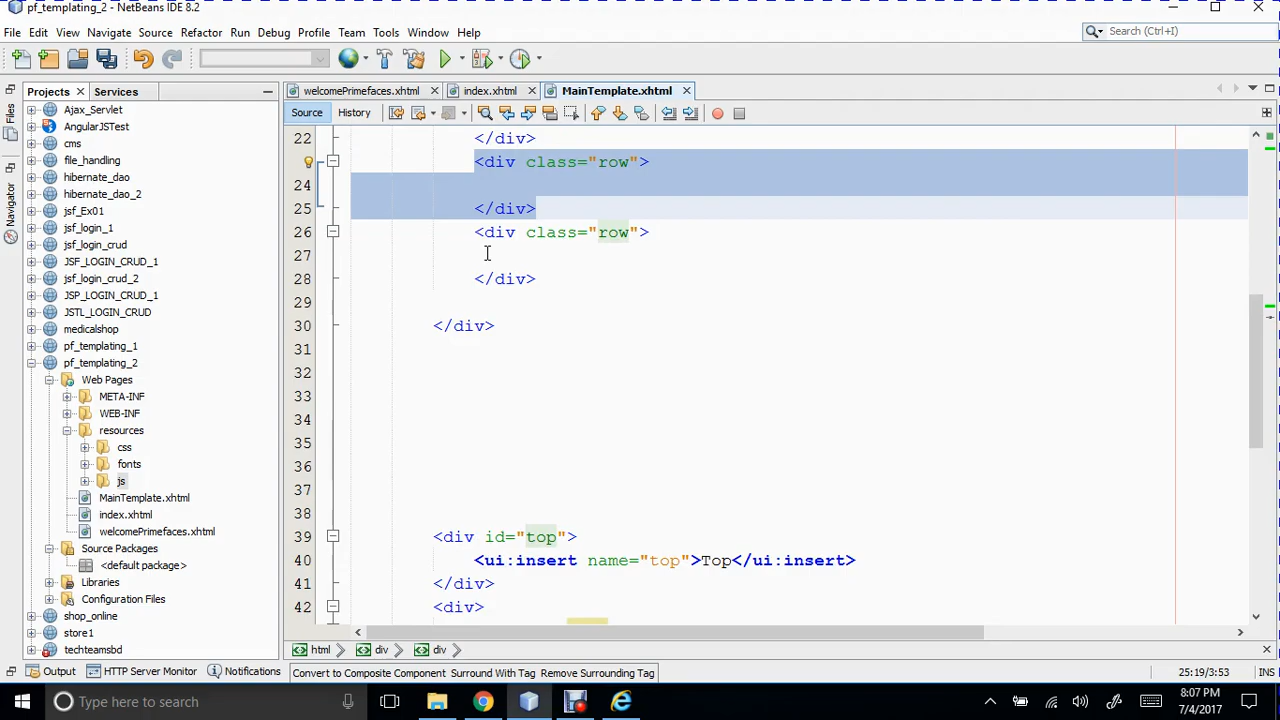 pf_templating_2 - NetBeans IDE 8.2
File Edit View Navigate Source Refactor Run Debug Profile Team Tools Window Help
Search (Ctrl+I)
Projects Services
welcomePrimefaces.xhtml index.xhtml MainTemplate.xhtml
Source History
Files
Navigator
Ajax_Servlet
AngularJSTest
cms
file_handling
hibernate_dao
hibernate_dao_2
jsf_Ex01
jsf_login_1
jsf_login_crud
JSF_LOGIN_CRUD_1
jsf_login_crud_2
JSP_LOGIN_CRUD_1
JSTL_LOGIN_CRUD
medicalshop
pf_templating_1
pf_templating_2
Web Pages
META-INF
WEB-INF
resources
css
fonts
js
MainTemplate.xhtml
index.xhtml
welcomePrimefaces.xhtml
Source Packages
<default package>
Libraries
Configuration Files
shop_online
store1
techteamsbd
22 </div>
<div class="row">
24
25 </div>
26 <div class="row">
27
28 </div>
29
30 </div>
31
32
33
34
35
36
37
38
39 <div id="top">
40 <ui:insert name="top">Top</ui:insert>
41 </div>
42 <div>
html div div
Output HTTP Server Monitor Notifications
Convert to Composite Component Surround With Tag Remove Surrounding Tag
25:19/3:53 INS
Type here to search
8:07 PM
7/4/2017